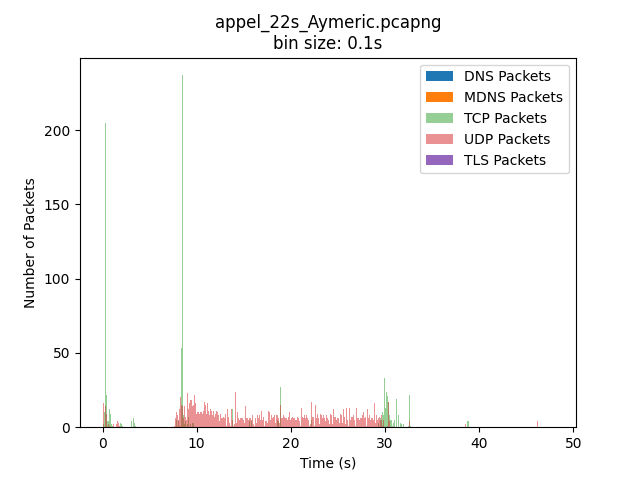 appel_22s_Aymeric.pcapng
bin size: 0.1s
DNS Packets
MDNS Packets
TCP Packets
UDP Packets
TLS Packets
Number of Packets
200
150
100
50
0
0 10 20 30 40 50
Time (s)